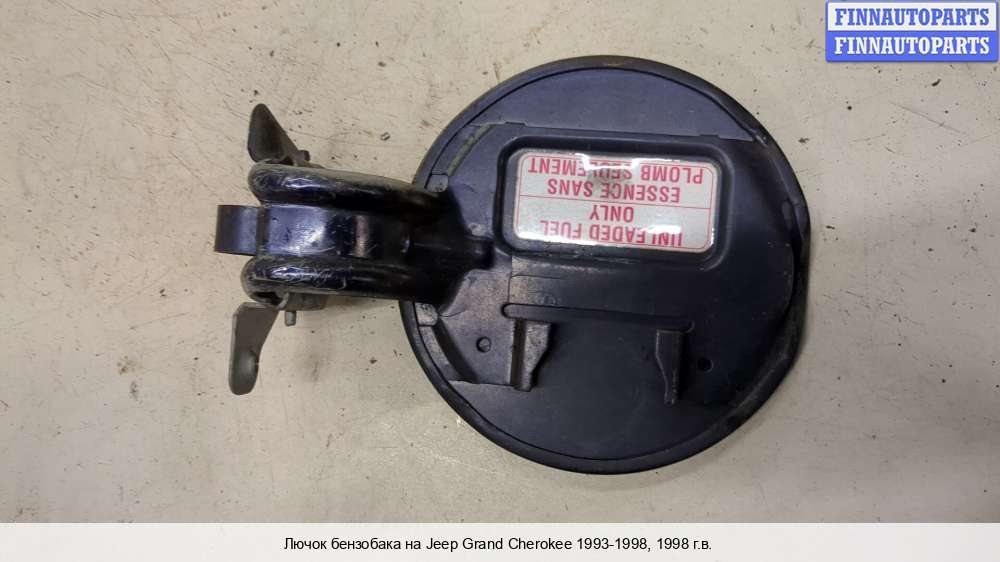 FINNAUTOPARTS
FINNAUTOPARTS
UNLEADED FUEL
ONLY
ESSENCE SANS
PLOMB SEULEMENT
Лючок бензобака на Jeep Grand Cherokee 1993-1998, 1998 г.в.